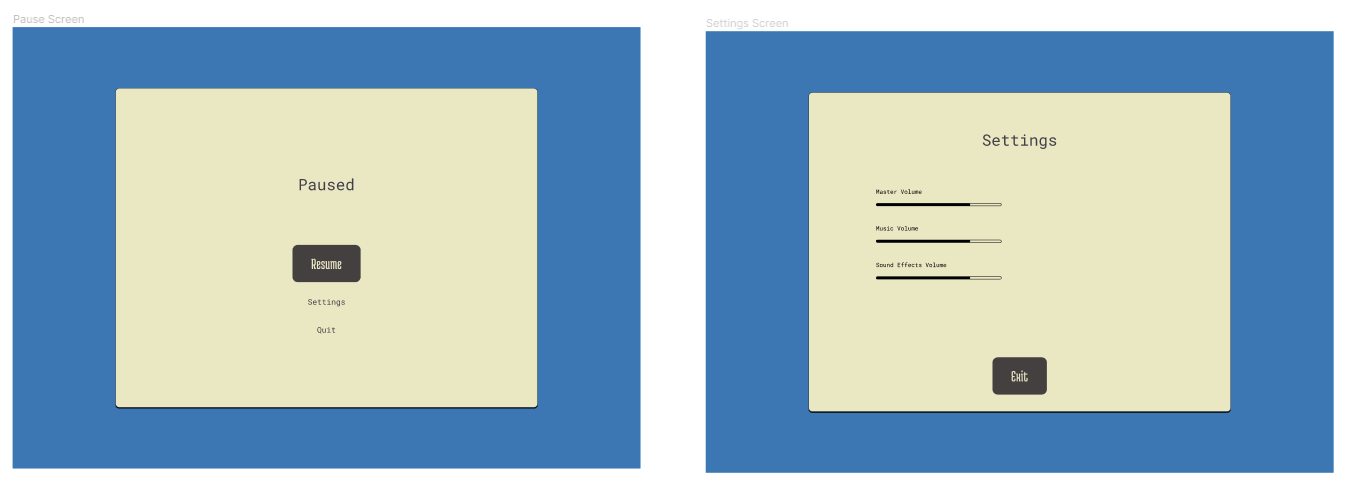 Pause Screen
Paused
Resume
Settings
Quit
Settings Screen
Settings
Master Volume
Music Volume
Sound Effects Volume
Exit